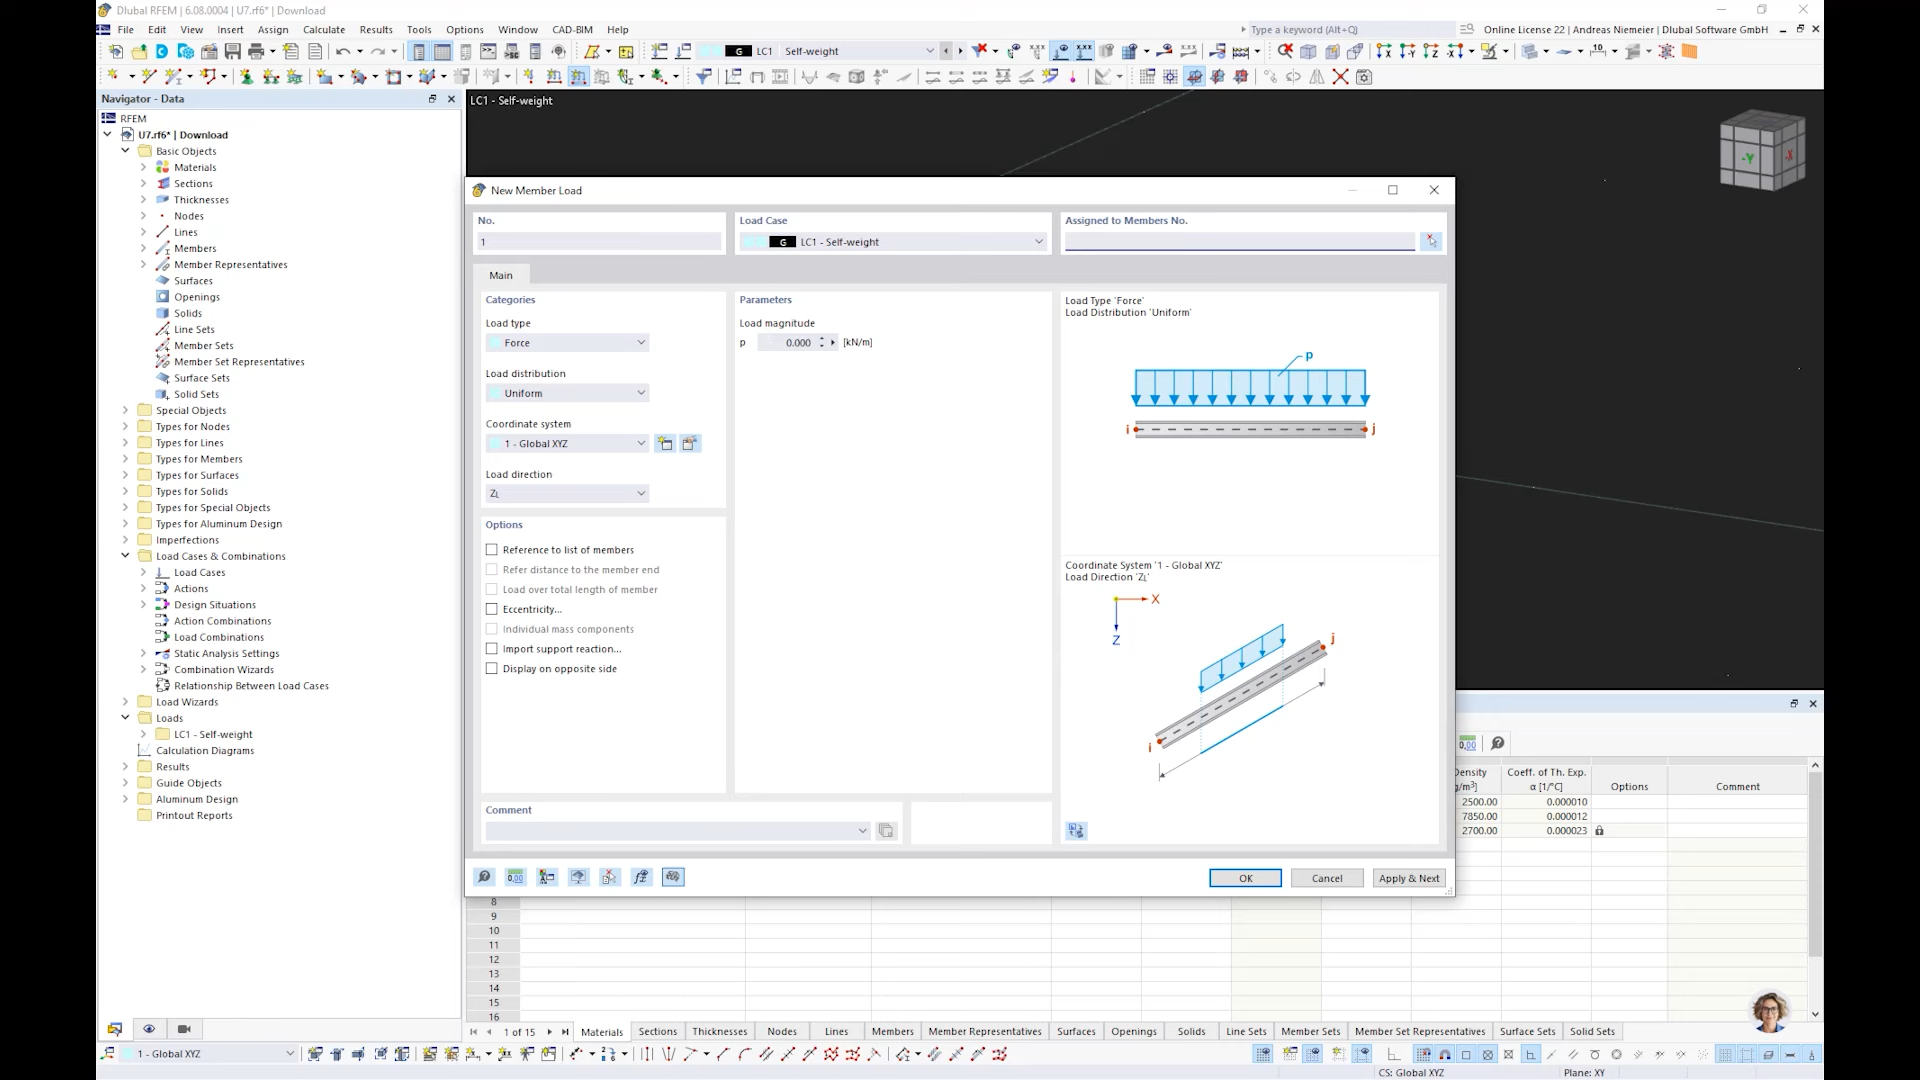 Dlubal RFEM | 6.08.0004 | U7.rf6* | Download
File Edit View Insert Assign Calculate Results Tools Options Window CAD-BIM Help
Type a keyword (Alt+Q)
Online License 22 | Andreas Niemeier | Dlubal Software GmbH
G LC1 Self-weight
Navigator - Data
RFEM
U7.rf6* | Download
Basic Objects
Materials
Sections
Thicknesses
Nodes
Lines
Members
Member Representatives
Surfaces
Openings
Solids
Line Sets
Member Sets
Member Set Representatives
Surface Sets
Solid Sets
Special Objects
Types for Nodes
Types for Lines
Types for Members
Types for Surfaces
Types for Solids
Types for Special Objects
Types for Aluminum Design
Imperfections
Load Cases & Combinations
Load Cases
Actions
Design Situations
Action Combinations
Load Combinations
Static Analysis Settings
Combination Wizards
Relationship Between Load Cases
Load Wizards
Loads
LC1 - Self-weight
Calculation Diagrams
Results
Guide Objects
Aluminum Design
Printout Reports
LC1 - Self-weight
-Y -X
New Member Load
No.
1
Load Case
G LC1 - Self-weight
Assigned to Members No.
Main
Categories
Load type
Force
Load distribution
Uniform
Coordinate system
1 - Global XYZ
Load direction
ZL
Options
Reference to list of members
Refer distance to the member end
Load over total length of member
Eccentricity...
Individual mass components
Import support reaction...
Display on opposite side
Parameters
Load magnitude
p 0.000 [kN/m]
Load Type 'Force'
Load Distribution 'Uniform'
p
i j
Coordinate System '1 - Global XYZ'
Load Direction 'ZL'
X
Z
j
i
Comment
OK Cancel Apply & Next
Density Coeff. of Th. Exp.
g/m³] α [1/°C] Options Comment
2500.00 0.000010
7850.00 0.000012
2700.00 0.000023
8
9
10
11
12
13
14
15
16
1 of 15 Materials Sections Thicknesses Nodes Lines Members Member Representatives Surfaces Openings Solids Line Sets Member Sets Member Set Representatives Surface Sets Solid Sets
1 - Global XYZ
CS: Global XYZ Plane: XY